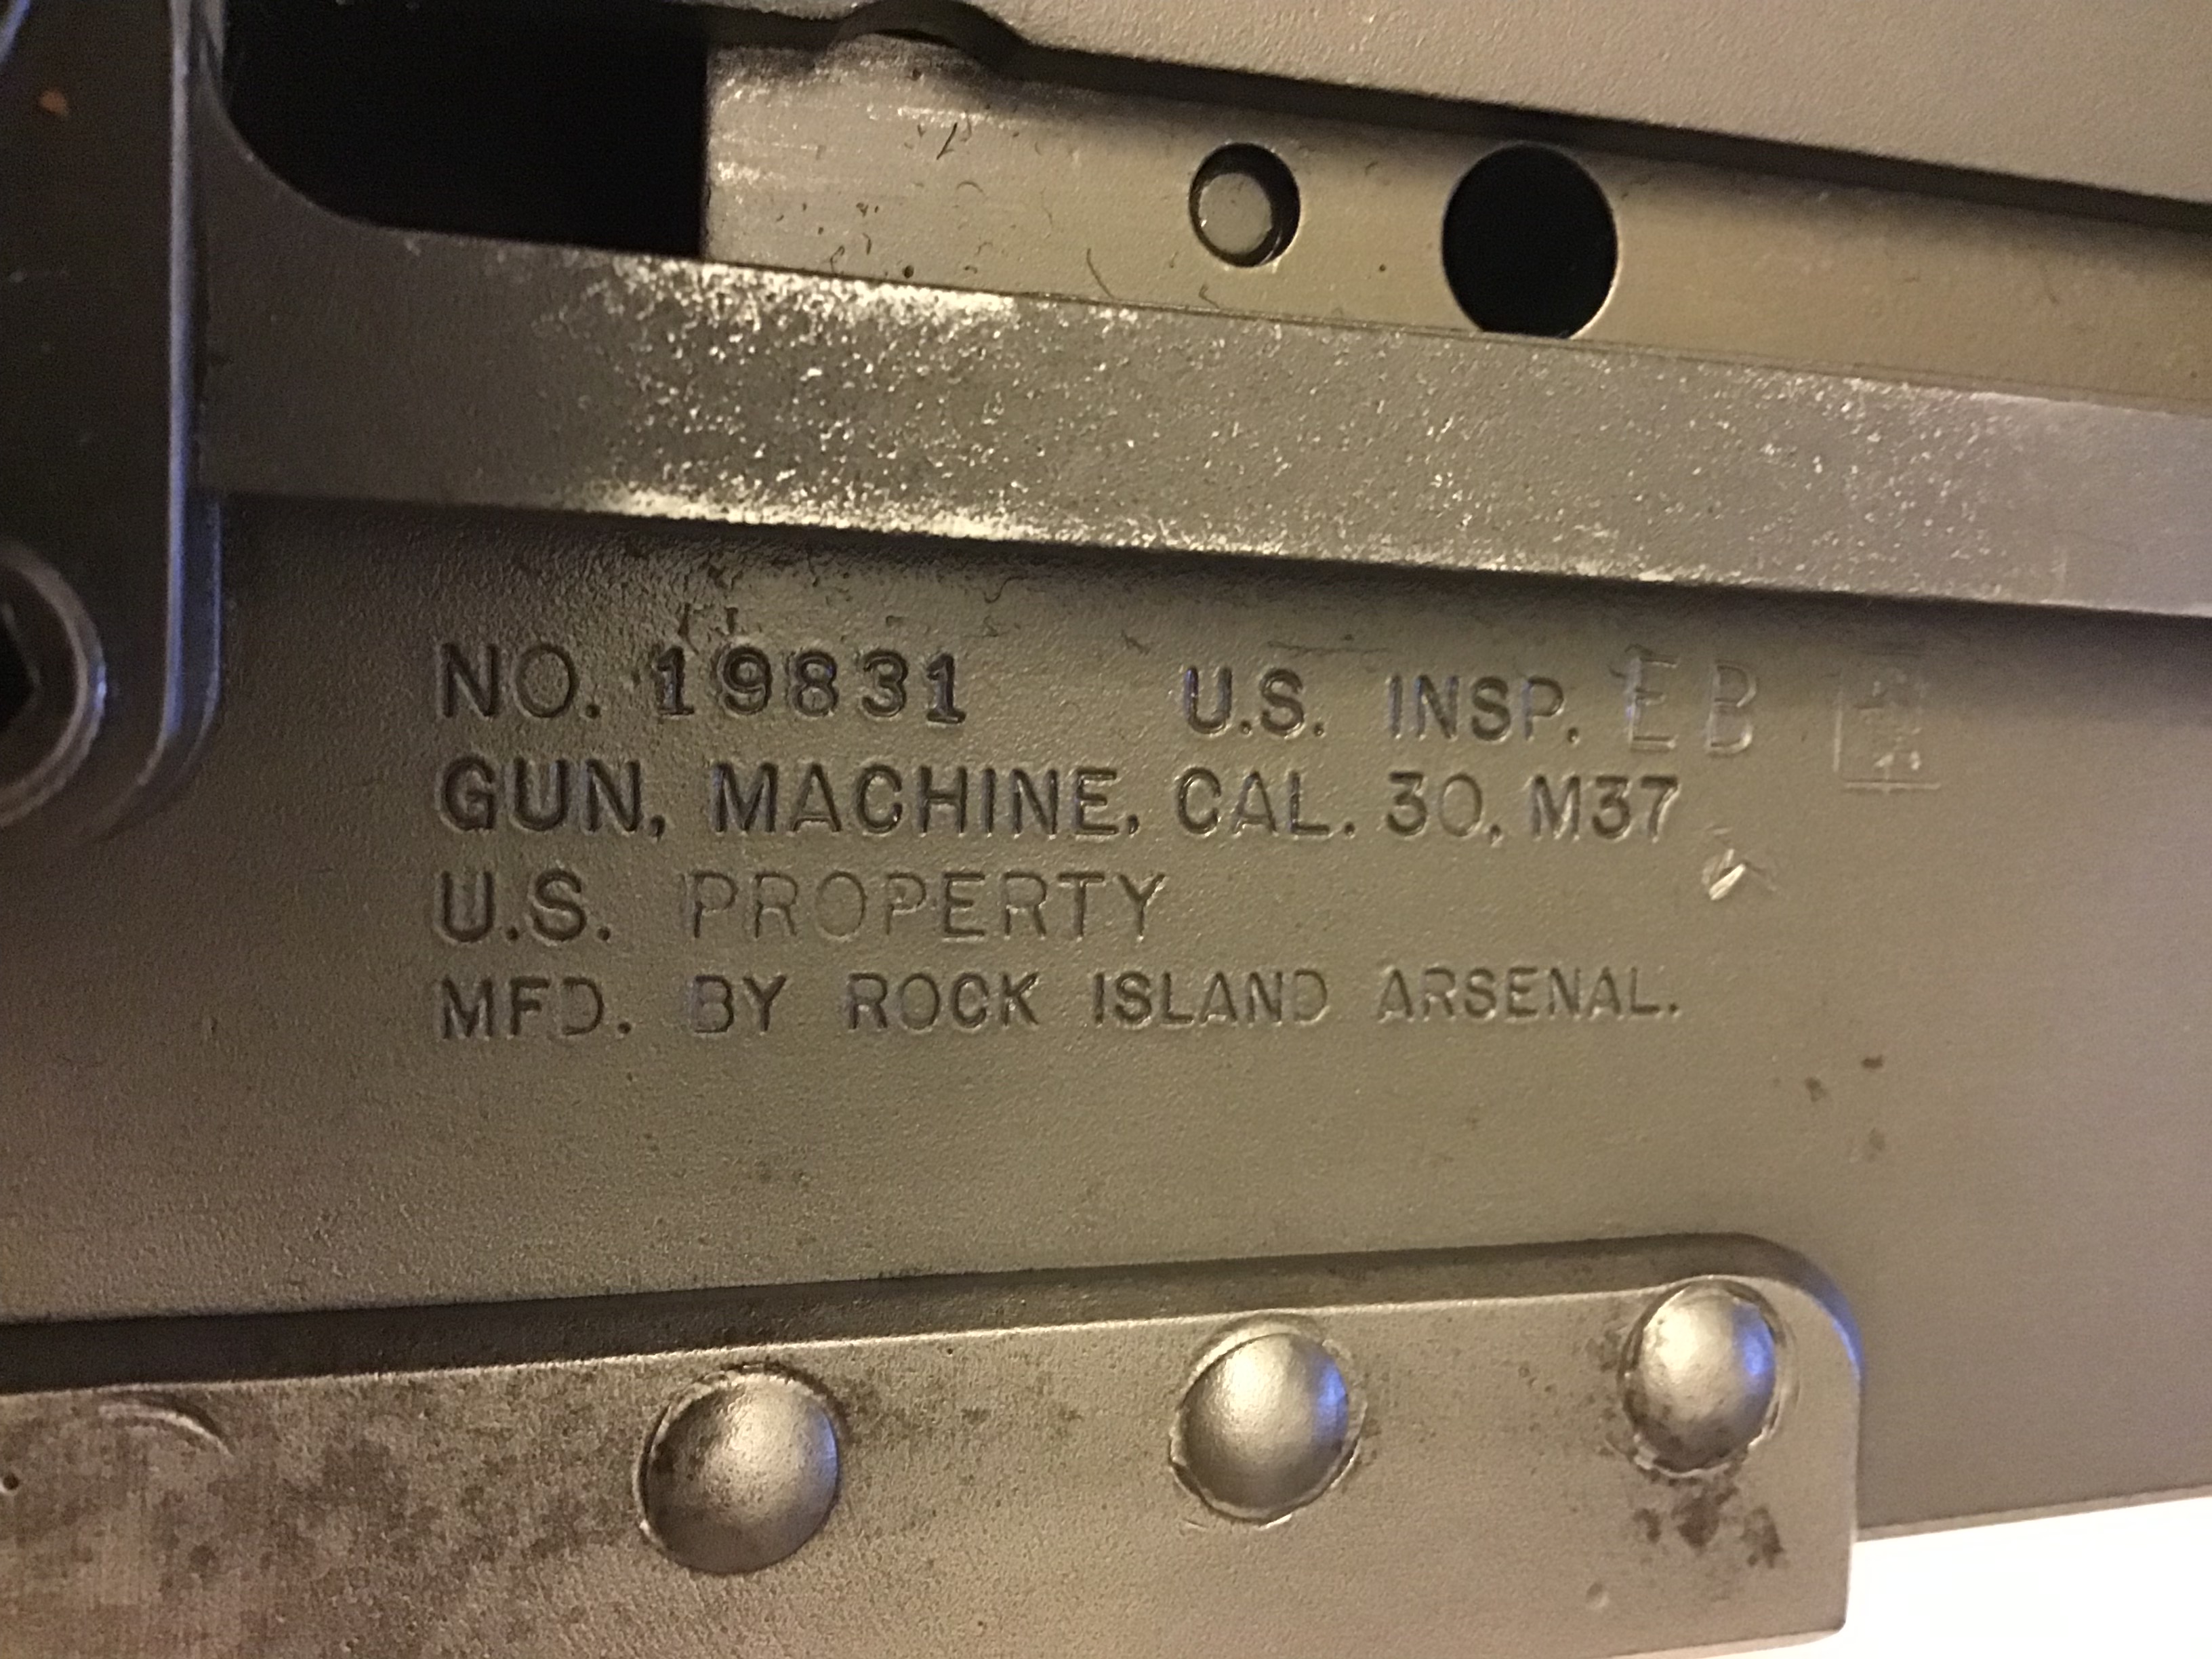 NO. 19831 U.S. INSP. EB
GUN, MACHINE, CAL. 30, M37
U.S. PROPERTY
MFD. BY ROCK ISLAND ARSENAL.